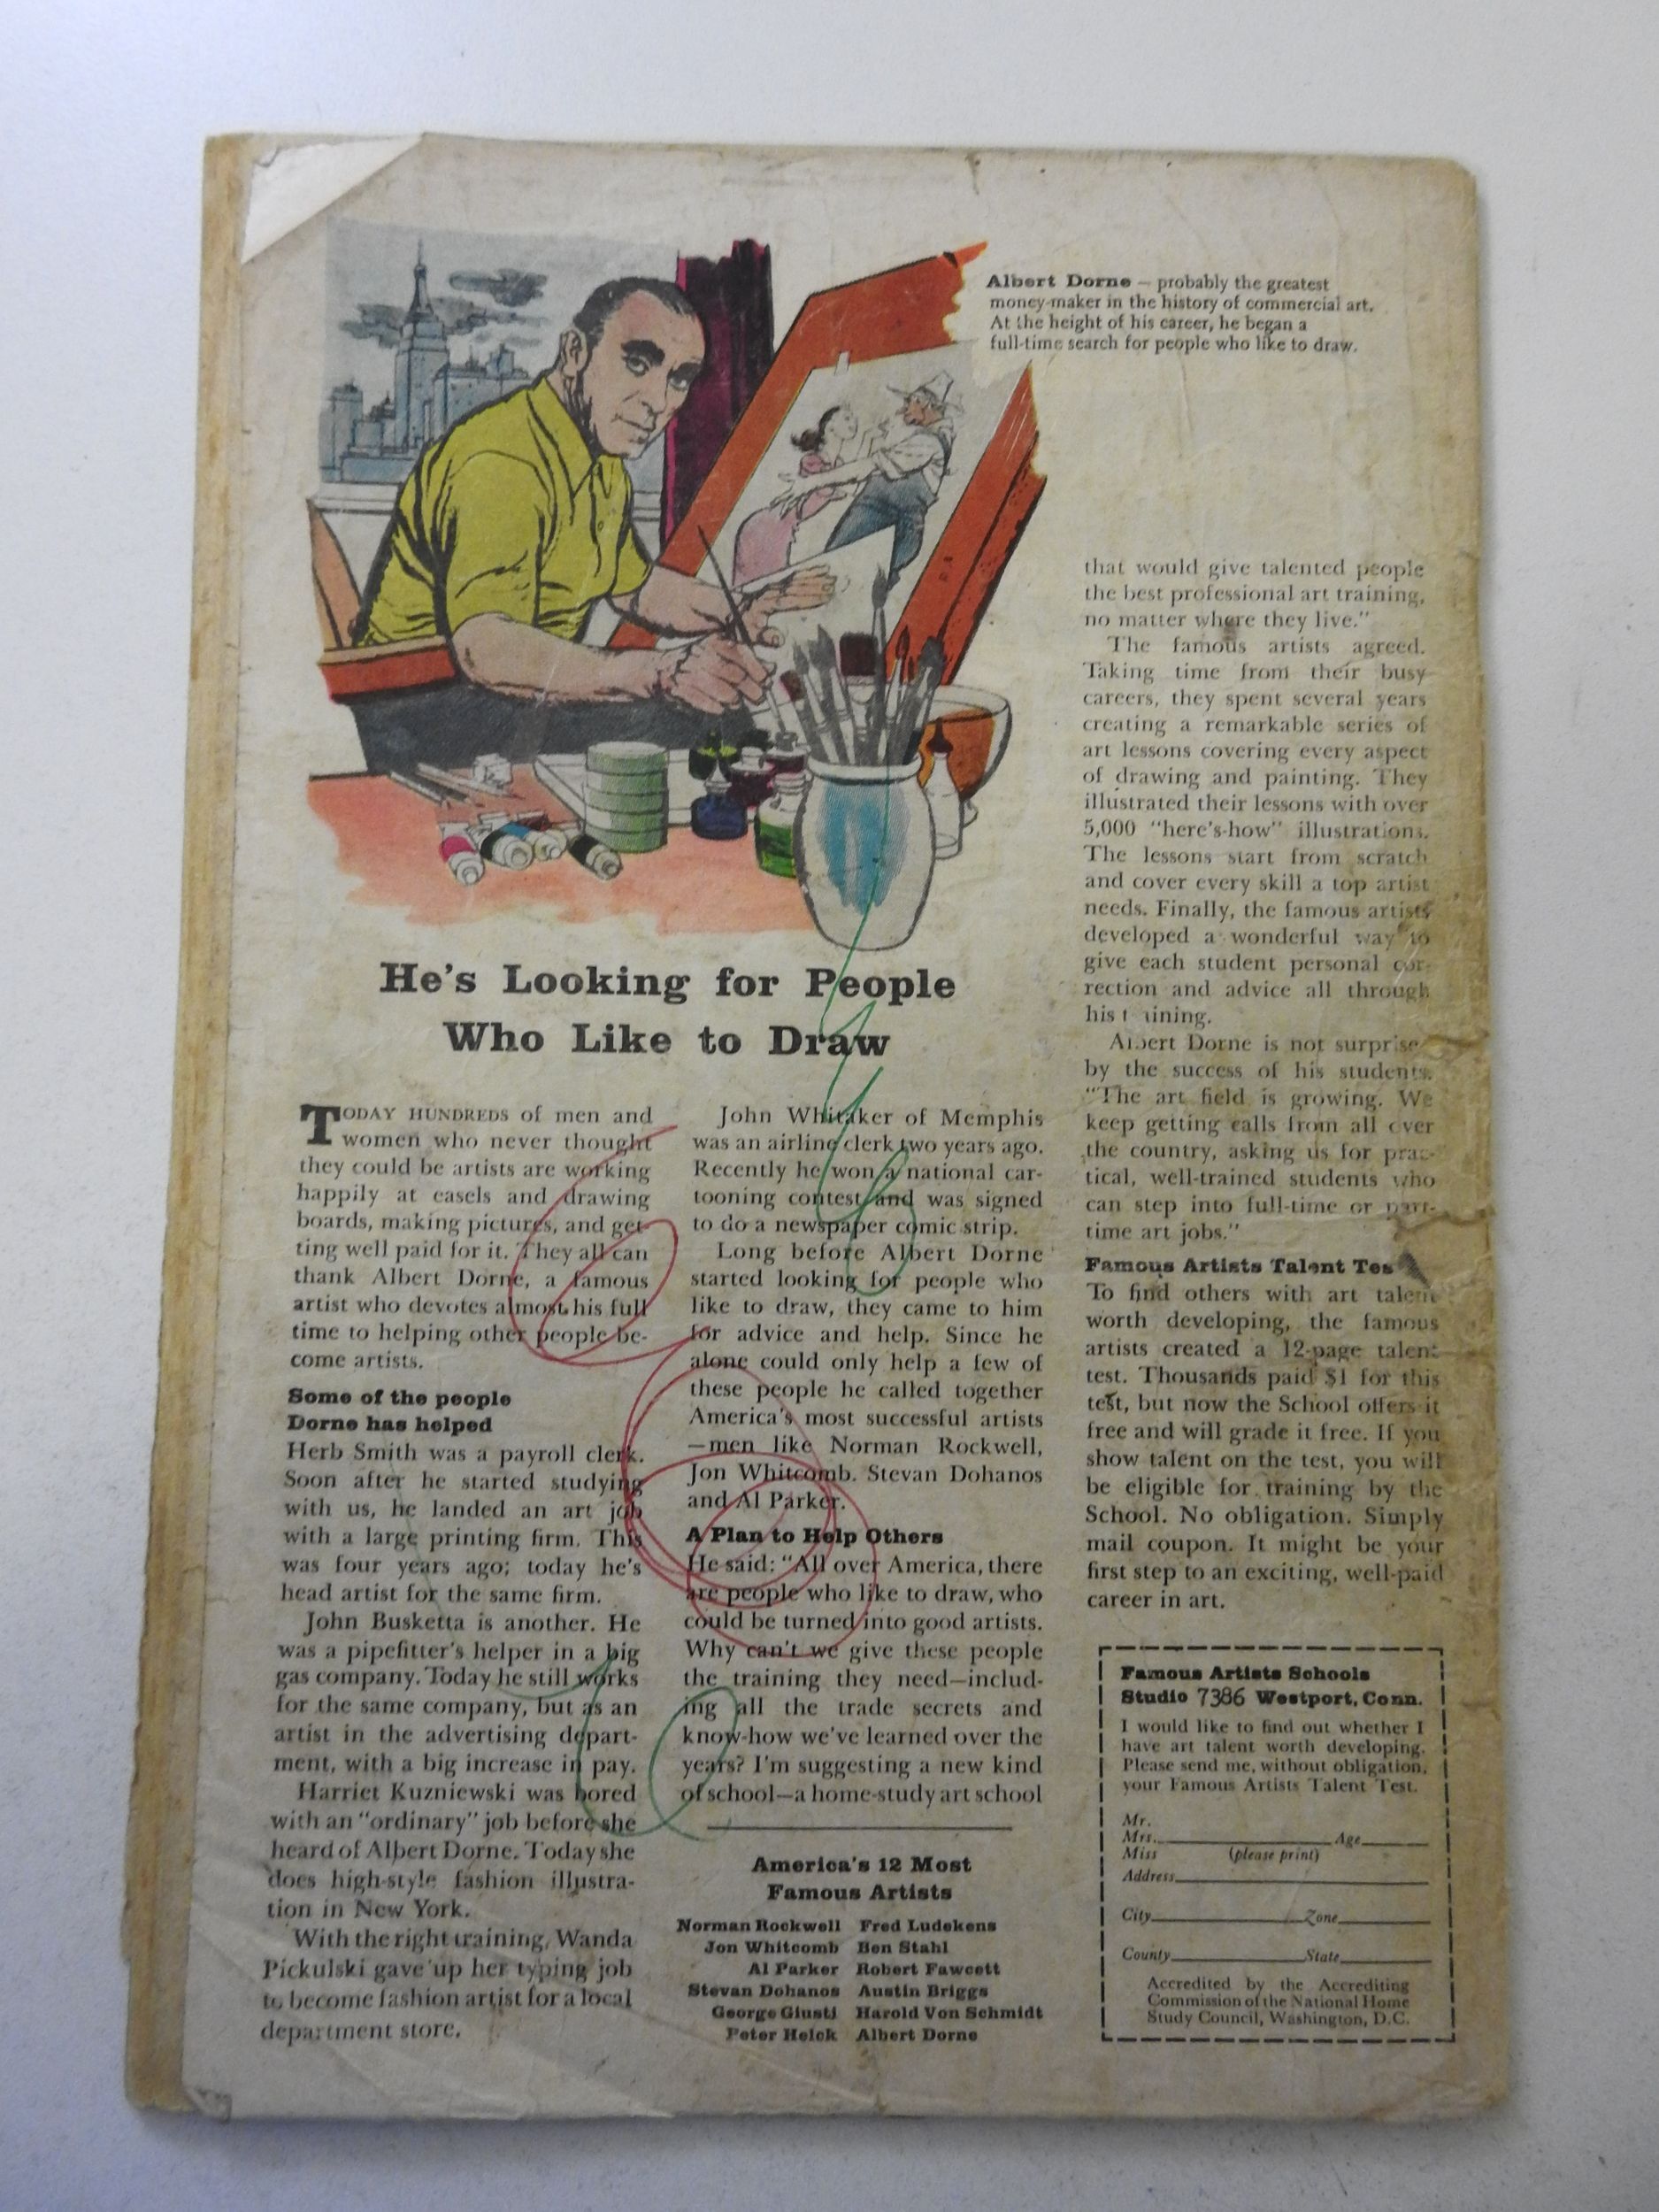 Albert Dorne — probably the greatest
money-maker in the history of commercial art.
At the height of his career, he began a
full-time search for people who like to draw.
He's Looking for People
Who Like to Draw
TODAY HUNDREDS of men and
women who never thought
they could be artists are working
happily at easels and drawing
boards, making pictures, and get-
ting well paid for it. They all can
thank Albert Dorne, a famous
artist who devotes almost his full
time to helping other people be-
come artists.
Some of the people
Dorne has helped
Herb Smith was a payroll clerk.
Soon after he started studying
with us, he landed an art job
with a large printing firm. This
was four years ago; today he's
head artist for the same firm.
John Busketta is another. He
was a pipefitter's helper in a big
gas company. Today he still works
for the same company, but as an
artist in the advertising depart-
ment, with a big increase in pay.
Harriet Kuzniewski was bored
with an "ordinary" job before she
heard of Albert Dorne. Today she
does high-style fashion illustra-
tion in New York.
With the right training, Wanda
Pickulski gave up her typing job
to become fashion artist for a local
department store.
John Whitaker of Memphis
was an airline clerk two years ago.
Recently he won a national car-
tooning contest and was signed
to do a newspaper comic strip.
Long before Albert Dorne
started looking for people who
like to draw, they came to him
for advice and help. Since he
alone could only help a few of
these people he called together
America's most successful artists
—men like Norman Rockwell,
Jon Whitcomb. Stevan Dohanos
and Al Parker.
A Plan to Help Others
He said: "All over America, there
are people who like to draw, who
could be turned into good artists.
Why can't we give these people
the training they need—includ-
ing all the trade secrets and
know-how we've learned over the
years? I'm suggesting a new kind
of school—a home-study art school
America's 12 Most
Famous Artists
Norman Rockwell Fred Ludekens
Jon Whitcomb Ben Stahl
Al Parker Robert Fawcett
Stevan Dohanos Austin Briggs
George Giusti Harold Von Schmidt
Peter Helck Albert Dorne
that would give talented people
the best professional art training,
no matter where they live."
The famous artists agreed.
Taking time from their busy
careers, they spent several years
creating a remarkable series of
art lessons covering every aspect
of drawing and painting. They
illustrated their lessons with over
5,000 "here's-how" illustrations.
The lessons start from scratch
and cover every skill a top artist
needs. Finally, the famous artists
developed a wonderful way to
give each student personal cor-
rection and advice all through
his t aining.
Albert Dorne is not surprise
by the success of his students.
"The art field is growing. We
keep getting calls from all over
the country, asking us for prac-
tical, well-trained students who
can step into full-time or part-
time art jobs."
Famous Artists Talent Tes
To find others with art talent
worth developing, the famous
artists created a 12-page talent
test. Thousands paid $1 for this
test, but now the School offers it
free and will grade it free. If you
show talent on the test, you will
be eligible for training by the
School. No obligation. Simply
mail coupon. It might be your
first step to an exciting, well-paid
career in art.
Famous Artists Schools
Studio 7386 Westport, Conn.
I would like to find out whether I
have art talent worth developing.
Please send me, without obligation,
your Famous Artists Talent Test.
Mr.
Mrs. Age
Miss (please print)
Address
City Zone
County State
Accredited by the Accrediting
Commission of the National Home
Study Council, Washington, D.C.